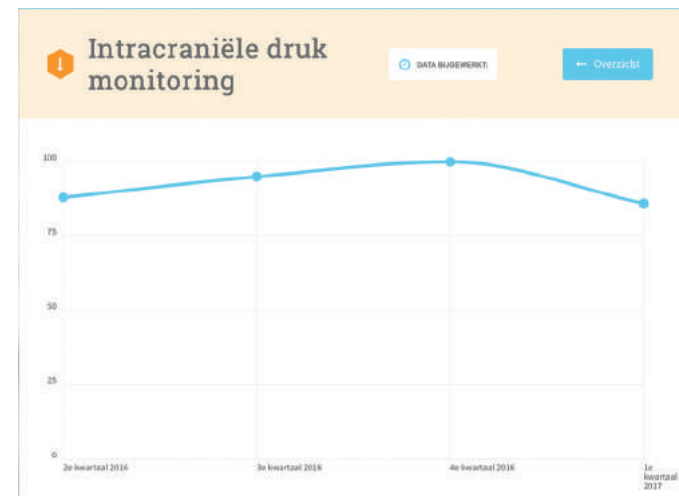 Intracraniële druk
monitoring
DATA BIJGEWERKT:
← Overzicht
100
75
50
25
0
2e kwartaal 2016
3e kwartaal 2016
4e kwartaal 2016
1e
kwartaal
2017